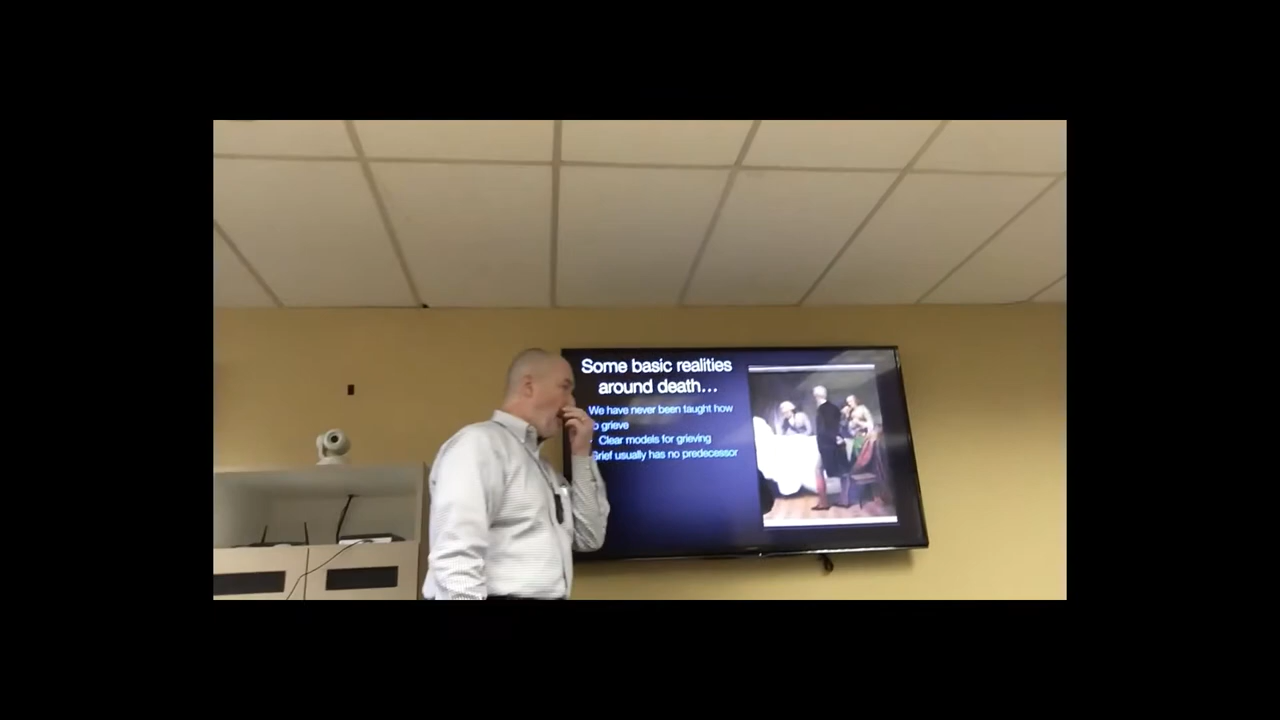 Some basic realities
around death...
We have never been taught how
o grieve
Clear models for grieving
Grief usually has no predecessor